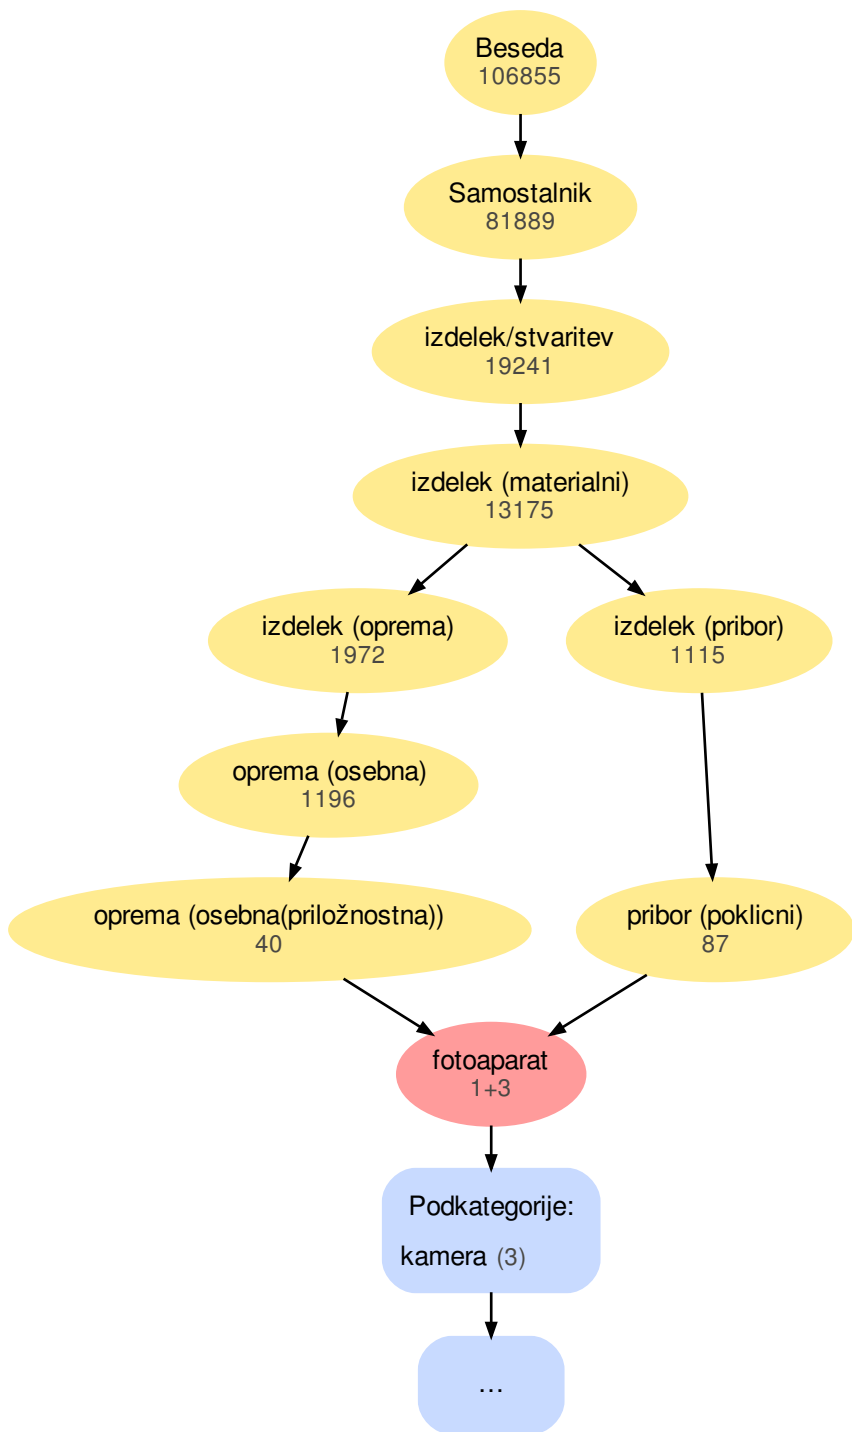 Beseda
106855
Samostalnik
81889
izdelek/stvaritev
19241
izdelek (materialni)
13175
izdelek (oprema)
1972
izdelek (pribor)
1115
oprema (osebna)
1196
oprema (osebna(priložnostna))
40
pribor (poklicni)
87
fotoaparat
1+3
Podkategorije:
kamera (3)
...